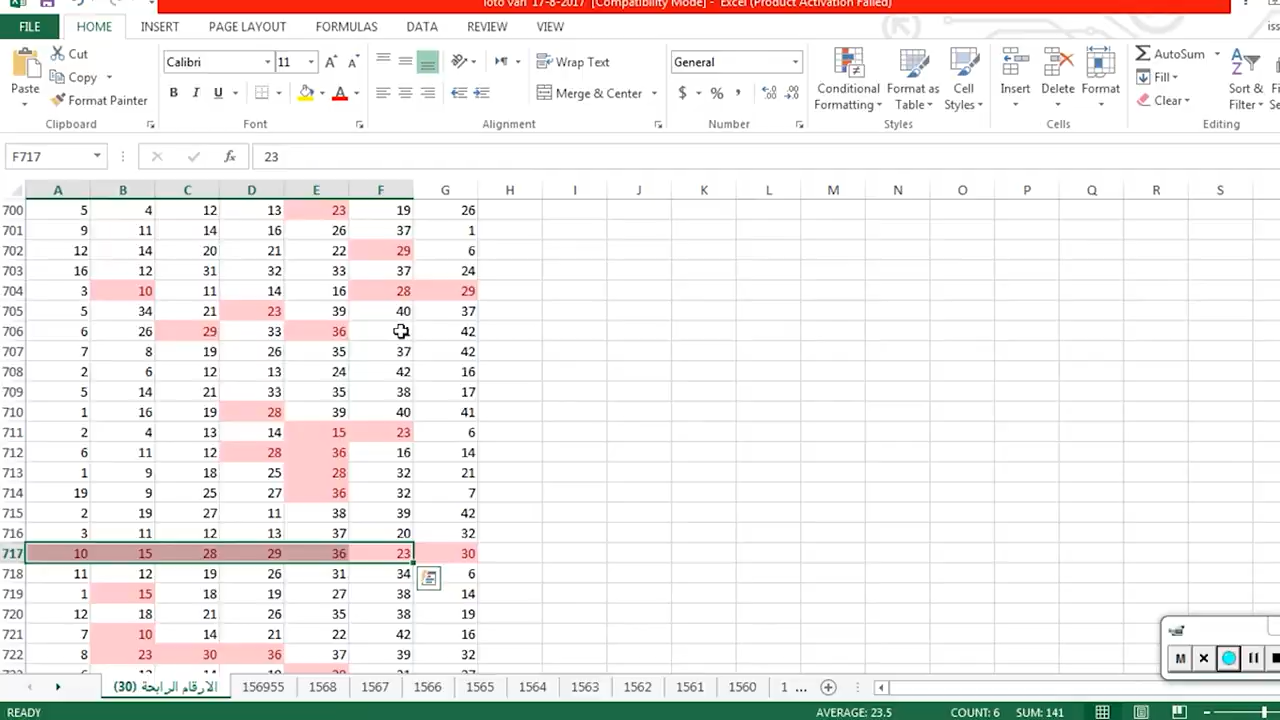 loto vari 17-8-2017 [Compatibility Mode] - Excel (Product Activation Failed)
FILE HOME INSERT PAGE LAYOUT FORMULAS DATA REVIEW VIEW
Cut
Copy
Format Painter
Paste
Clipboard
Calibri 11
B I U
Font
Wrap Text
Merge & Center
Alignment
General
$ % ,
Number
Conditional Formatting
Format as Table
Cell Styles
Styles
Insert Delete Format
Cells
AutoSum
Fill
Clear
Sort & Filter
Editing
F717 fx 23
A B C D E F G H I J K L M N O P Q R S
700 5 4 12 13 23 19 26
701 9 11 14 16 26 37 1
702 12 14 20 21 22 29 6
703 16 12 31 32 33 37 24
704 3 10 11 14 16 28 29
705 5 34 21 23 39 40 37
706 6 26 29 33 36 42
707 7 8 19 26 35 37 42
708 2 6 12 13 24 42 16
709 5 14 21 33 35 38 17
710 1 16 19 28 39 40 41
711 2 4 13 14 15 23 6
712 6 11 12 28 36 16 14
713 1 9 18 25 28 32 21
714 19 9 25 27 36 32 7
715 2 19 27 11 38 39 42
716 3 11 12 13 37 20 32
717 10 15 28 29 36 23 30
718 11 12 19 26 31 34 6
719 1 15 18 19 27 38 14
720 12 18 21 26 35 38 19
721 7 10 14 21 22 42 16
722 8 23 30 36 37 39 32
الارقام الرابحة (30) 156955 1568 1567 1566 1565 1564 1563 1562 1561 1560 1 ...
M
READY AVERAGE: 23.5 COUNT: 6 SUM: 141